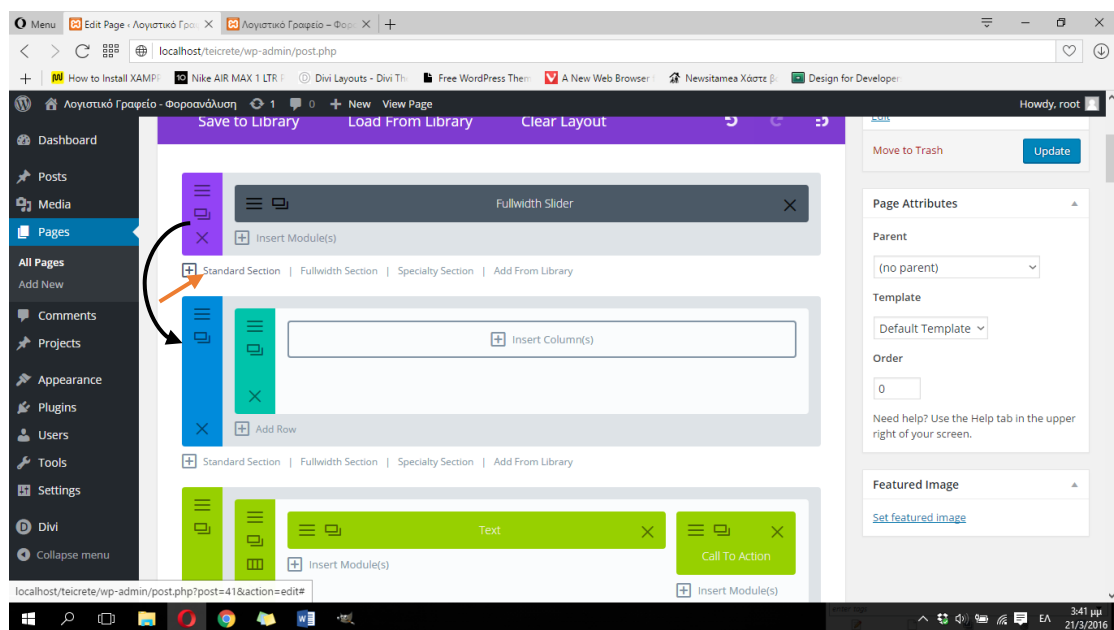 Menu
Edit Page ‹ Λογιστικό Γραφ
Λογιστικό Γραφείο – Φορο
localhost/teicrete/wp-admin/post.php
How to Install XAMPP
Nike AIR MAX 1 LTR
Divi Layouts - Divi The
Free WordPress Them
A New Web Browser
Newsitamea Χάστε βά
Design for Developer
Λογιστικό Γραφείο - Φοροανάλυση
1
0
New
View Page
Howdy, root
Dashboard
Posts
Media
Pages
All Pages
Add New
Comments
Projects
Appearance
Plugins
Users
Tools
Settings
Divi
Collapse menu
Save to Library
Load From Library
Clear Layout
Fullwidth Slider
Insert Module(s)
Standard Section | Fullwidth Section | Specialty Section | Add From Library
Insert Column(s)
Add Row
Standard Section | Fullwidth Section | Specialty Section | Add From Library
Text
Insert Module(s)
Call To Action
Insert Module(s)
Edit
Move to Trash
Update
Page Attributes
Parent
(no parent)
Template
Default Template
Order
0
Need help? Use the Help tab in the upper
right of your screen.
Featured Image
Set featured image
localhost/teicrete/wp-admin/post.php?post=41&action=edit#
ΕΛ
3:41 μμ
21/3/2016